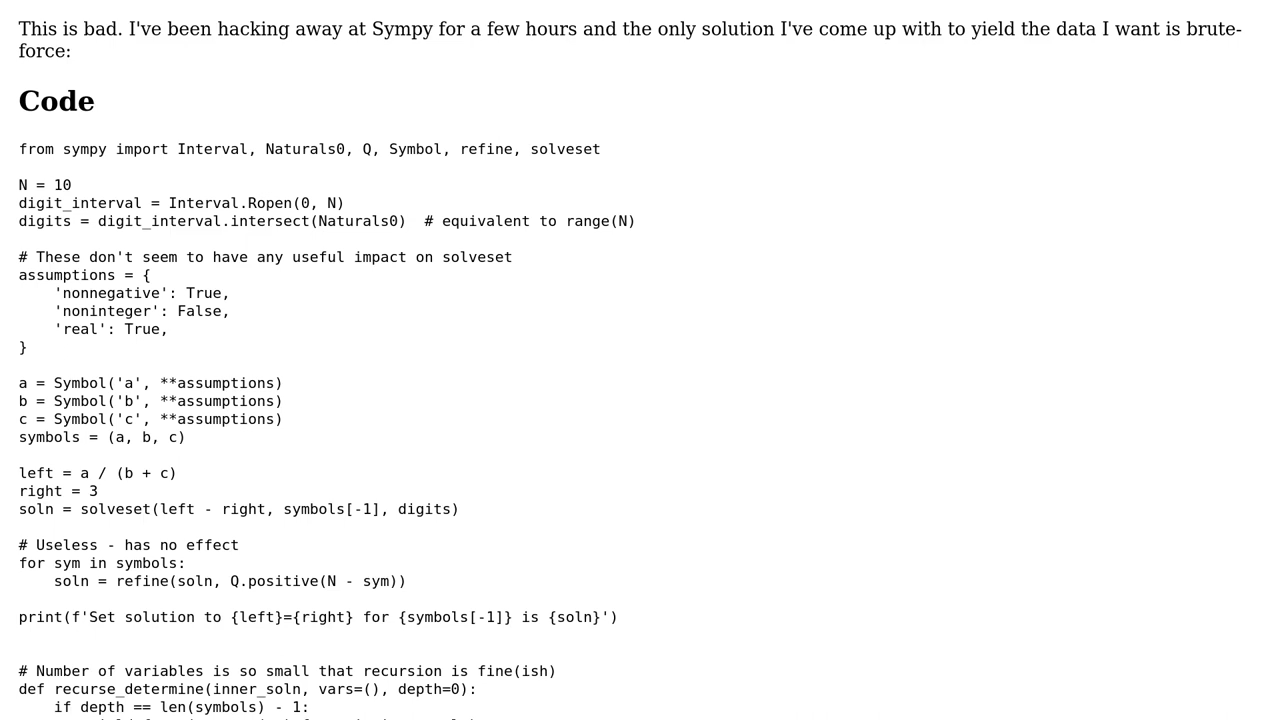 This is bad. I've been hacking away at Sympy for a few hours and the only solution I've come up with to yield the data I want is brute-
force:
Code
from sympy import Interval, Naturals0, Q, Symbol, refine, solveset
N = 10
digit_interval = Interval.Ropen(0, N)
digits = digit_interval.intersect(Naturals0)  # equivalent to range(N)
# These don't seem to have any useful impact on solveset
assumptions = {
    'nonnegative': True,
    'noninteger': False,
    'real': True,
}
a = Symbol('a', **assumptions)
b = Symbol('b', **assumptions)
c = Symbol('c', **assumptions)
symbols = (a, b, c)
left = a / (b + c)
right = 3
soln = solveset(left - right, symbols[-1], digits)
# Useless - has no effect
for sym in symbols:
    soln = refine(soln, Q.positive(N - sym))
print(f'Set solution to {left}={right} for {symbols[-1]} is {soln}')
# Number of variables is so small that recursion is fine(ish)
def recurse_determine(inner_soln, vars=(), depth=0):
    if depth == len(symbols) - 1: